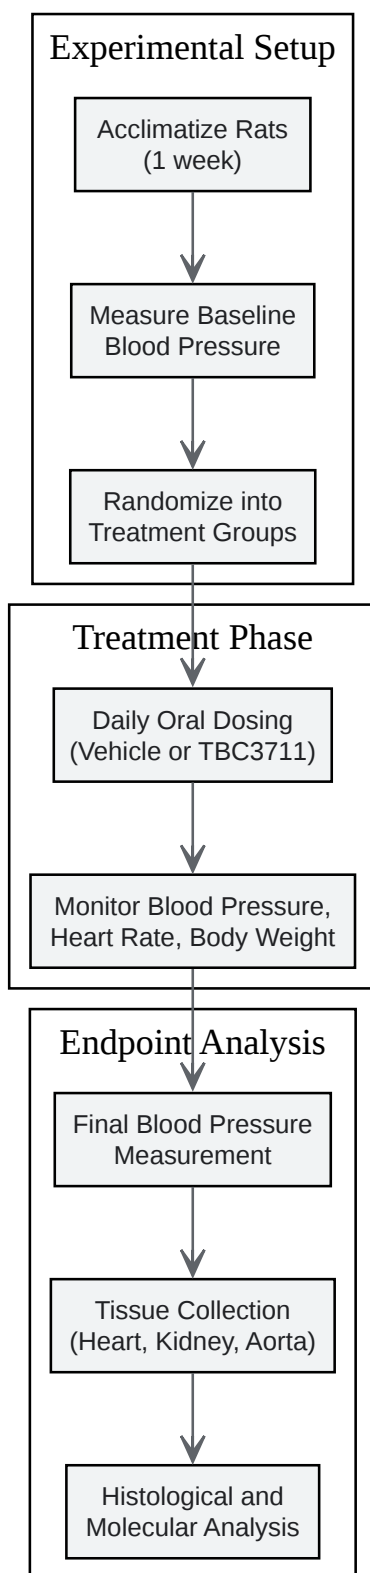 Experimental Setup
Acclimatize Rats
(1 week)
Measure Baseline
Blood Pressure
Randomize into
Treatment Groups
Treatment Phase
Daily Oral Dosing
(Vehicle or TBC3711)
Monitor Blood Pressure,
Heart Rate, Body Weight
Endpoint Analysis
Final Blood Pressure
Measurement
Tissue Collection
(Heart, Kidney, Aorta)
Histological and
Molecular Analysis